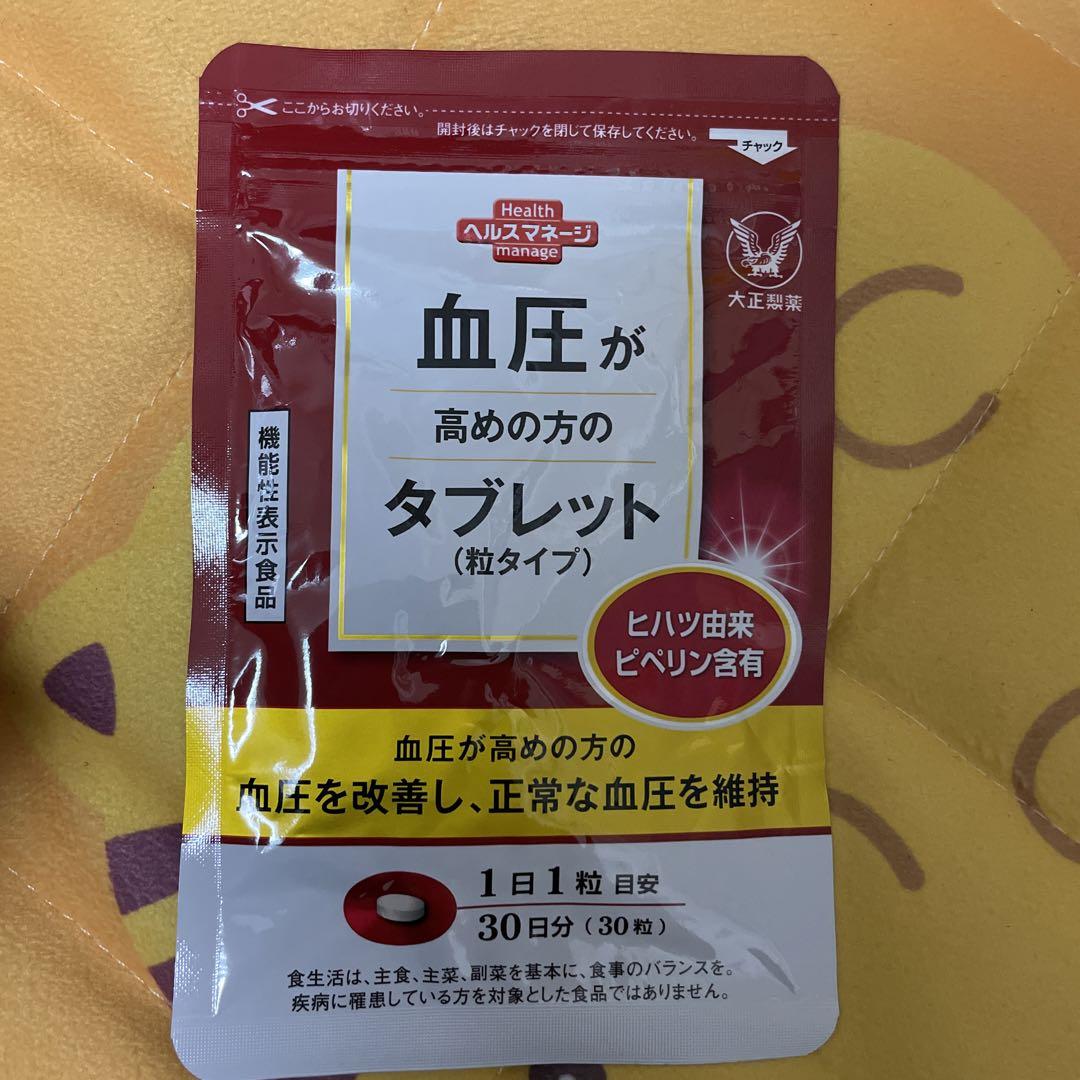 ここからお切りください。
開封後はチャックを閉じて保存してください。
チャック
Health
ヘルスマネージ
manage
大正製薬
血圧が
高めの方の
タブレット
(粒タイプ)
機能性表示食品
ヒハツ由来
ピペリン含有
血圧が高めの方の
血圧を改善し、正常な血圧を維持
1日1粒 目安
30日分(30粒)
食生活は、主食、主菜、副菜を基本に、食事のバランスを。
疾病に罹患している方を対象とした食品ではありません。